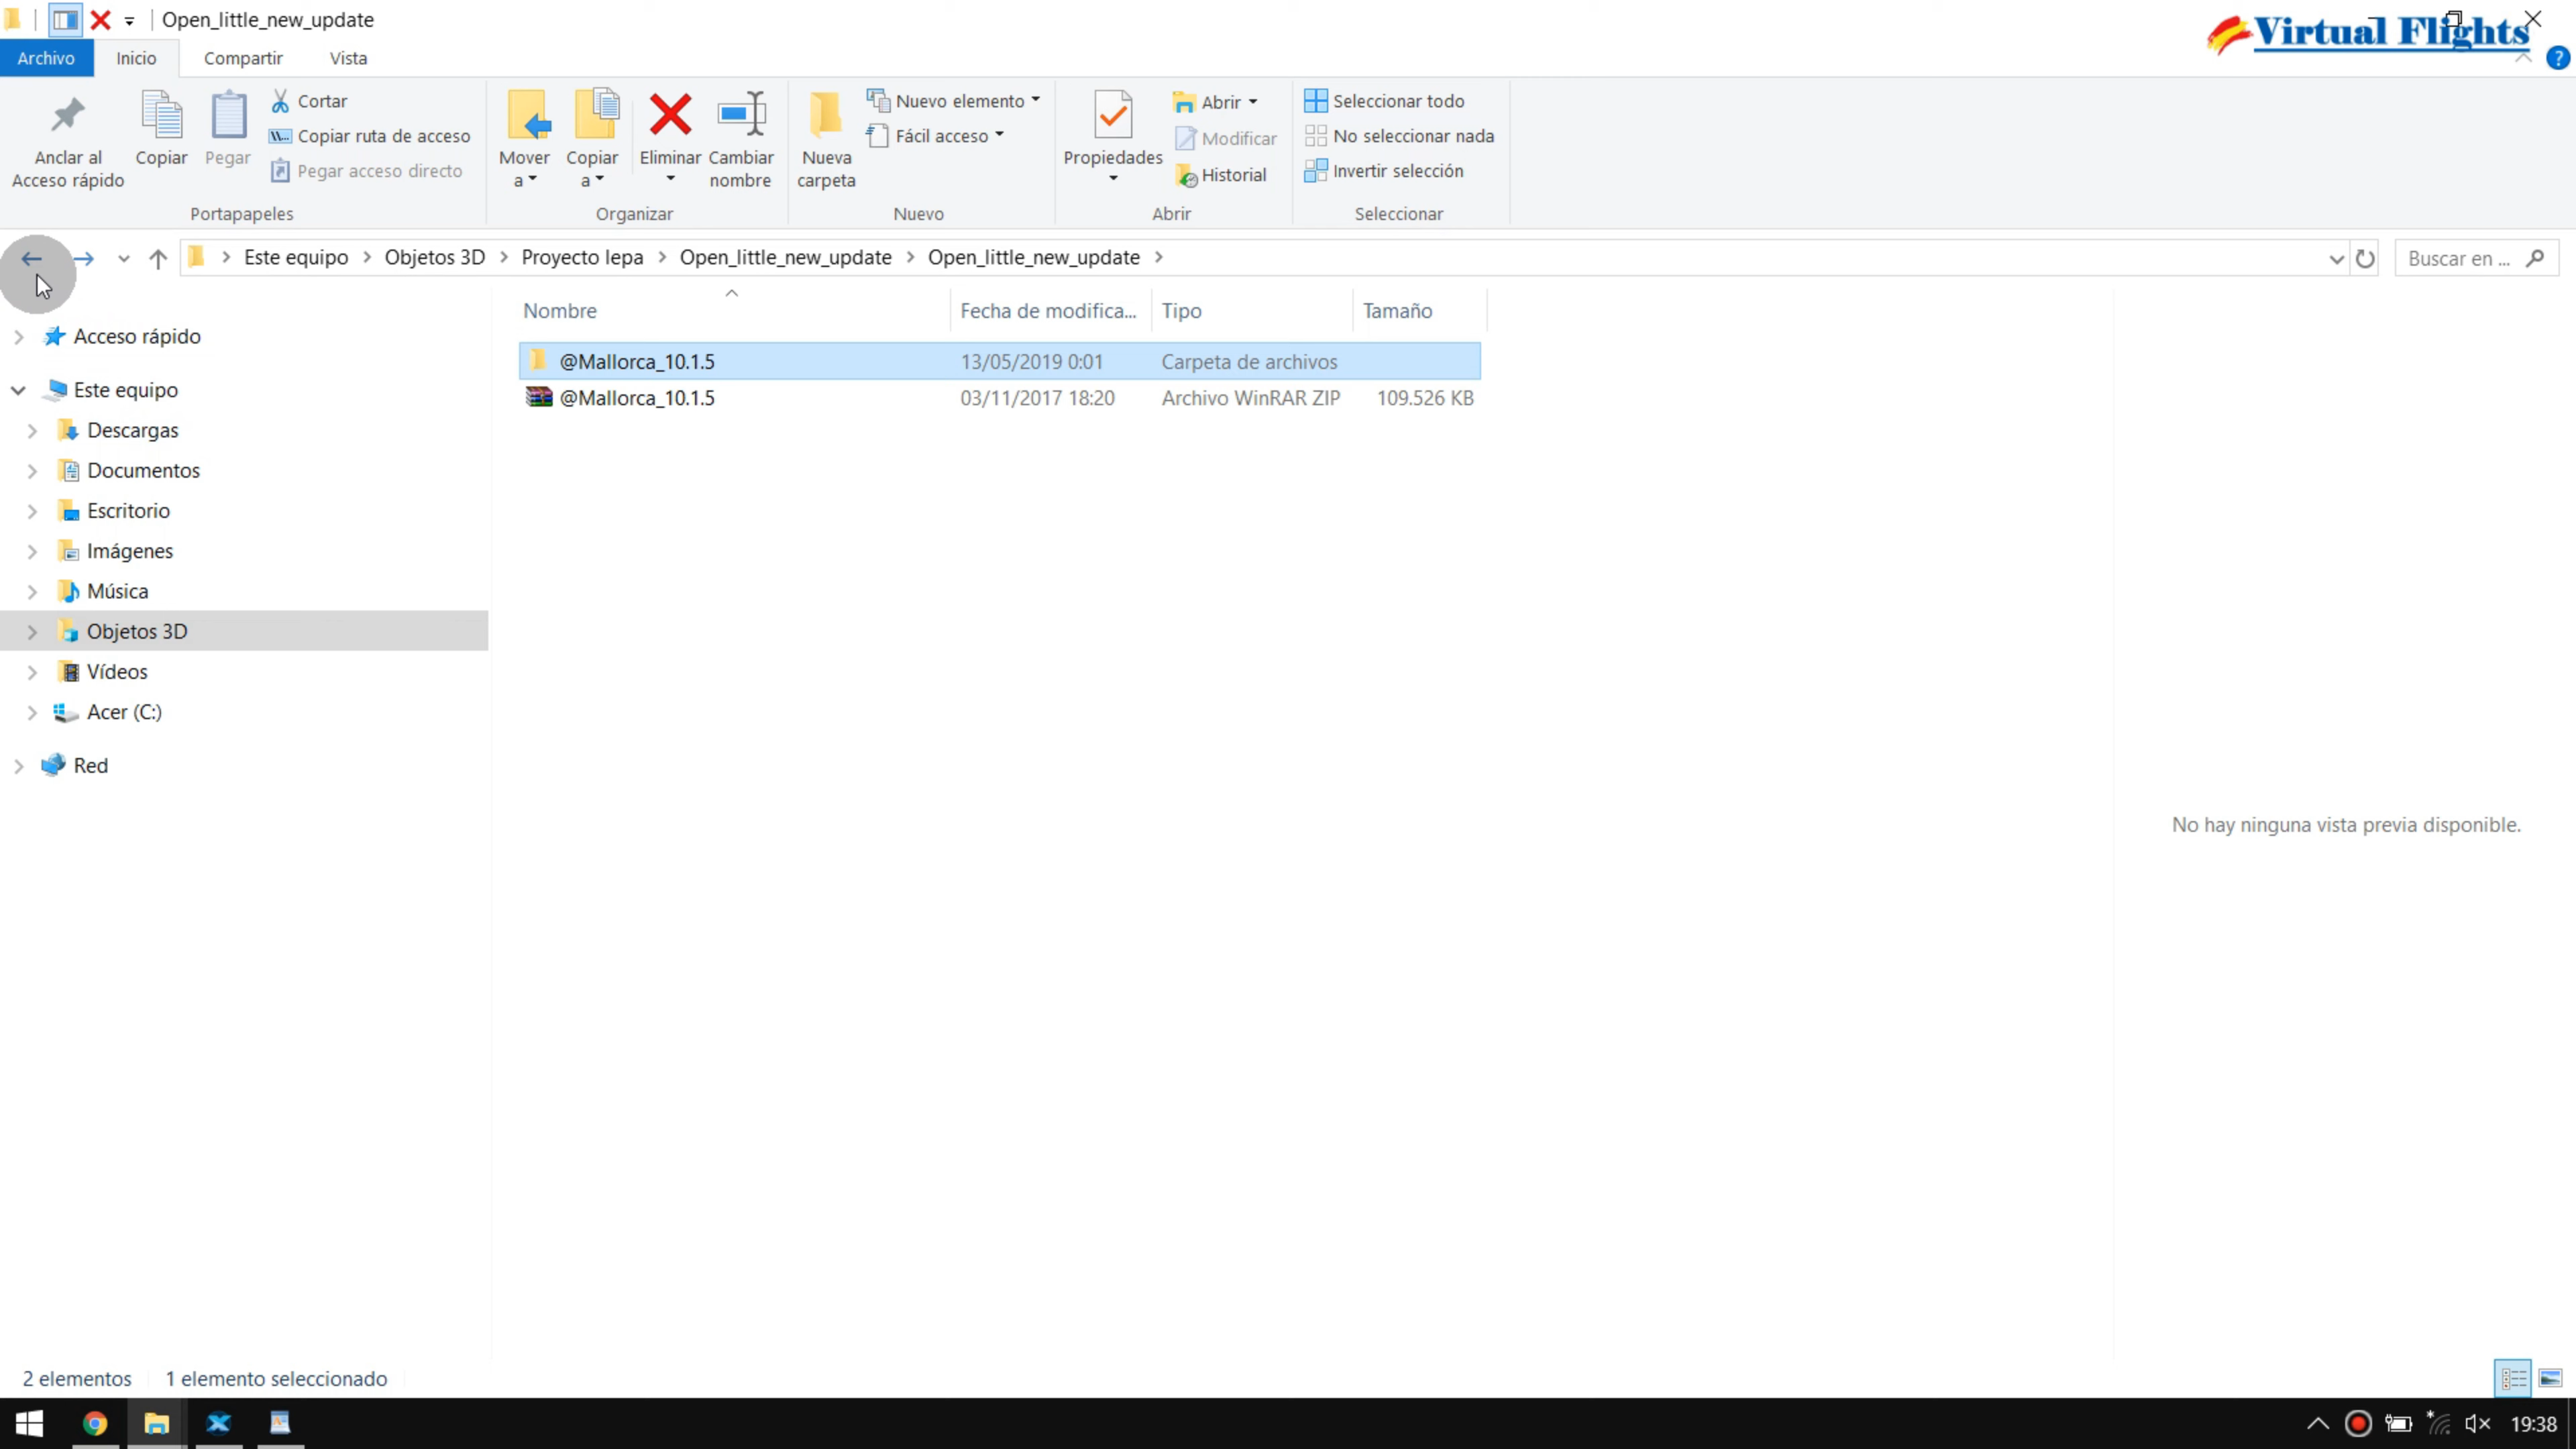 Open_little_new_update
Virtual Flights
Archivo Inicio Compartir Vista
Anclar al
Acceso rápido
Copiar
Pegar
Cortar
Copiar ruta de acceso
Pegar acceso directo
Portapapeles
Mover
a
Copiar
a
Eliminar
Cambiar
nombre
Organizar
Nueva
carpeta
Nuevo elemento
Fácil acceso
Nuevo
Propiedades
Abrir
Modificar
Historial
Abrir
Seleccionar todo
No seleccionar nada
Invertir selección
Seleccionar
Este equipo > Objetos 3D > Proyecto lepa > Open_little_new_update > Open_little_new_update >
Buscar en ...
Nombre Fecha de modifica... Tipo Tamaño
@Mallorca_10.1.5 13/05/2019 0:01 Carpeta de archivos
@Mallorca_10.1.5 03/11/2017 18:20 Archivo WinRAR ZIP 109.526 KB
Acceso rápido
Este equipo
Descargas
Documentos
Escritorio
Imágenes
Música
Objetos 3D
Vídeos
Acer (C:)
Red
No hay ninguna vista previa disponible.
2 elementos 1 elemento seleccionado
19:38